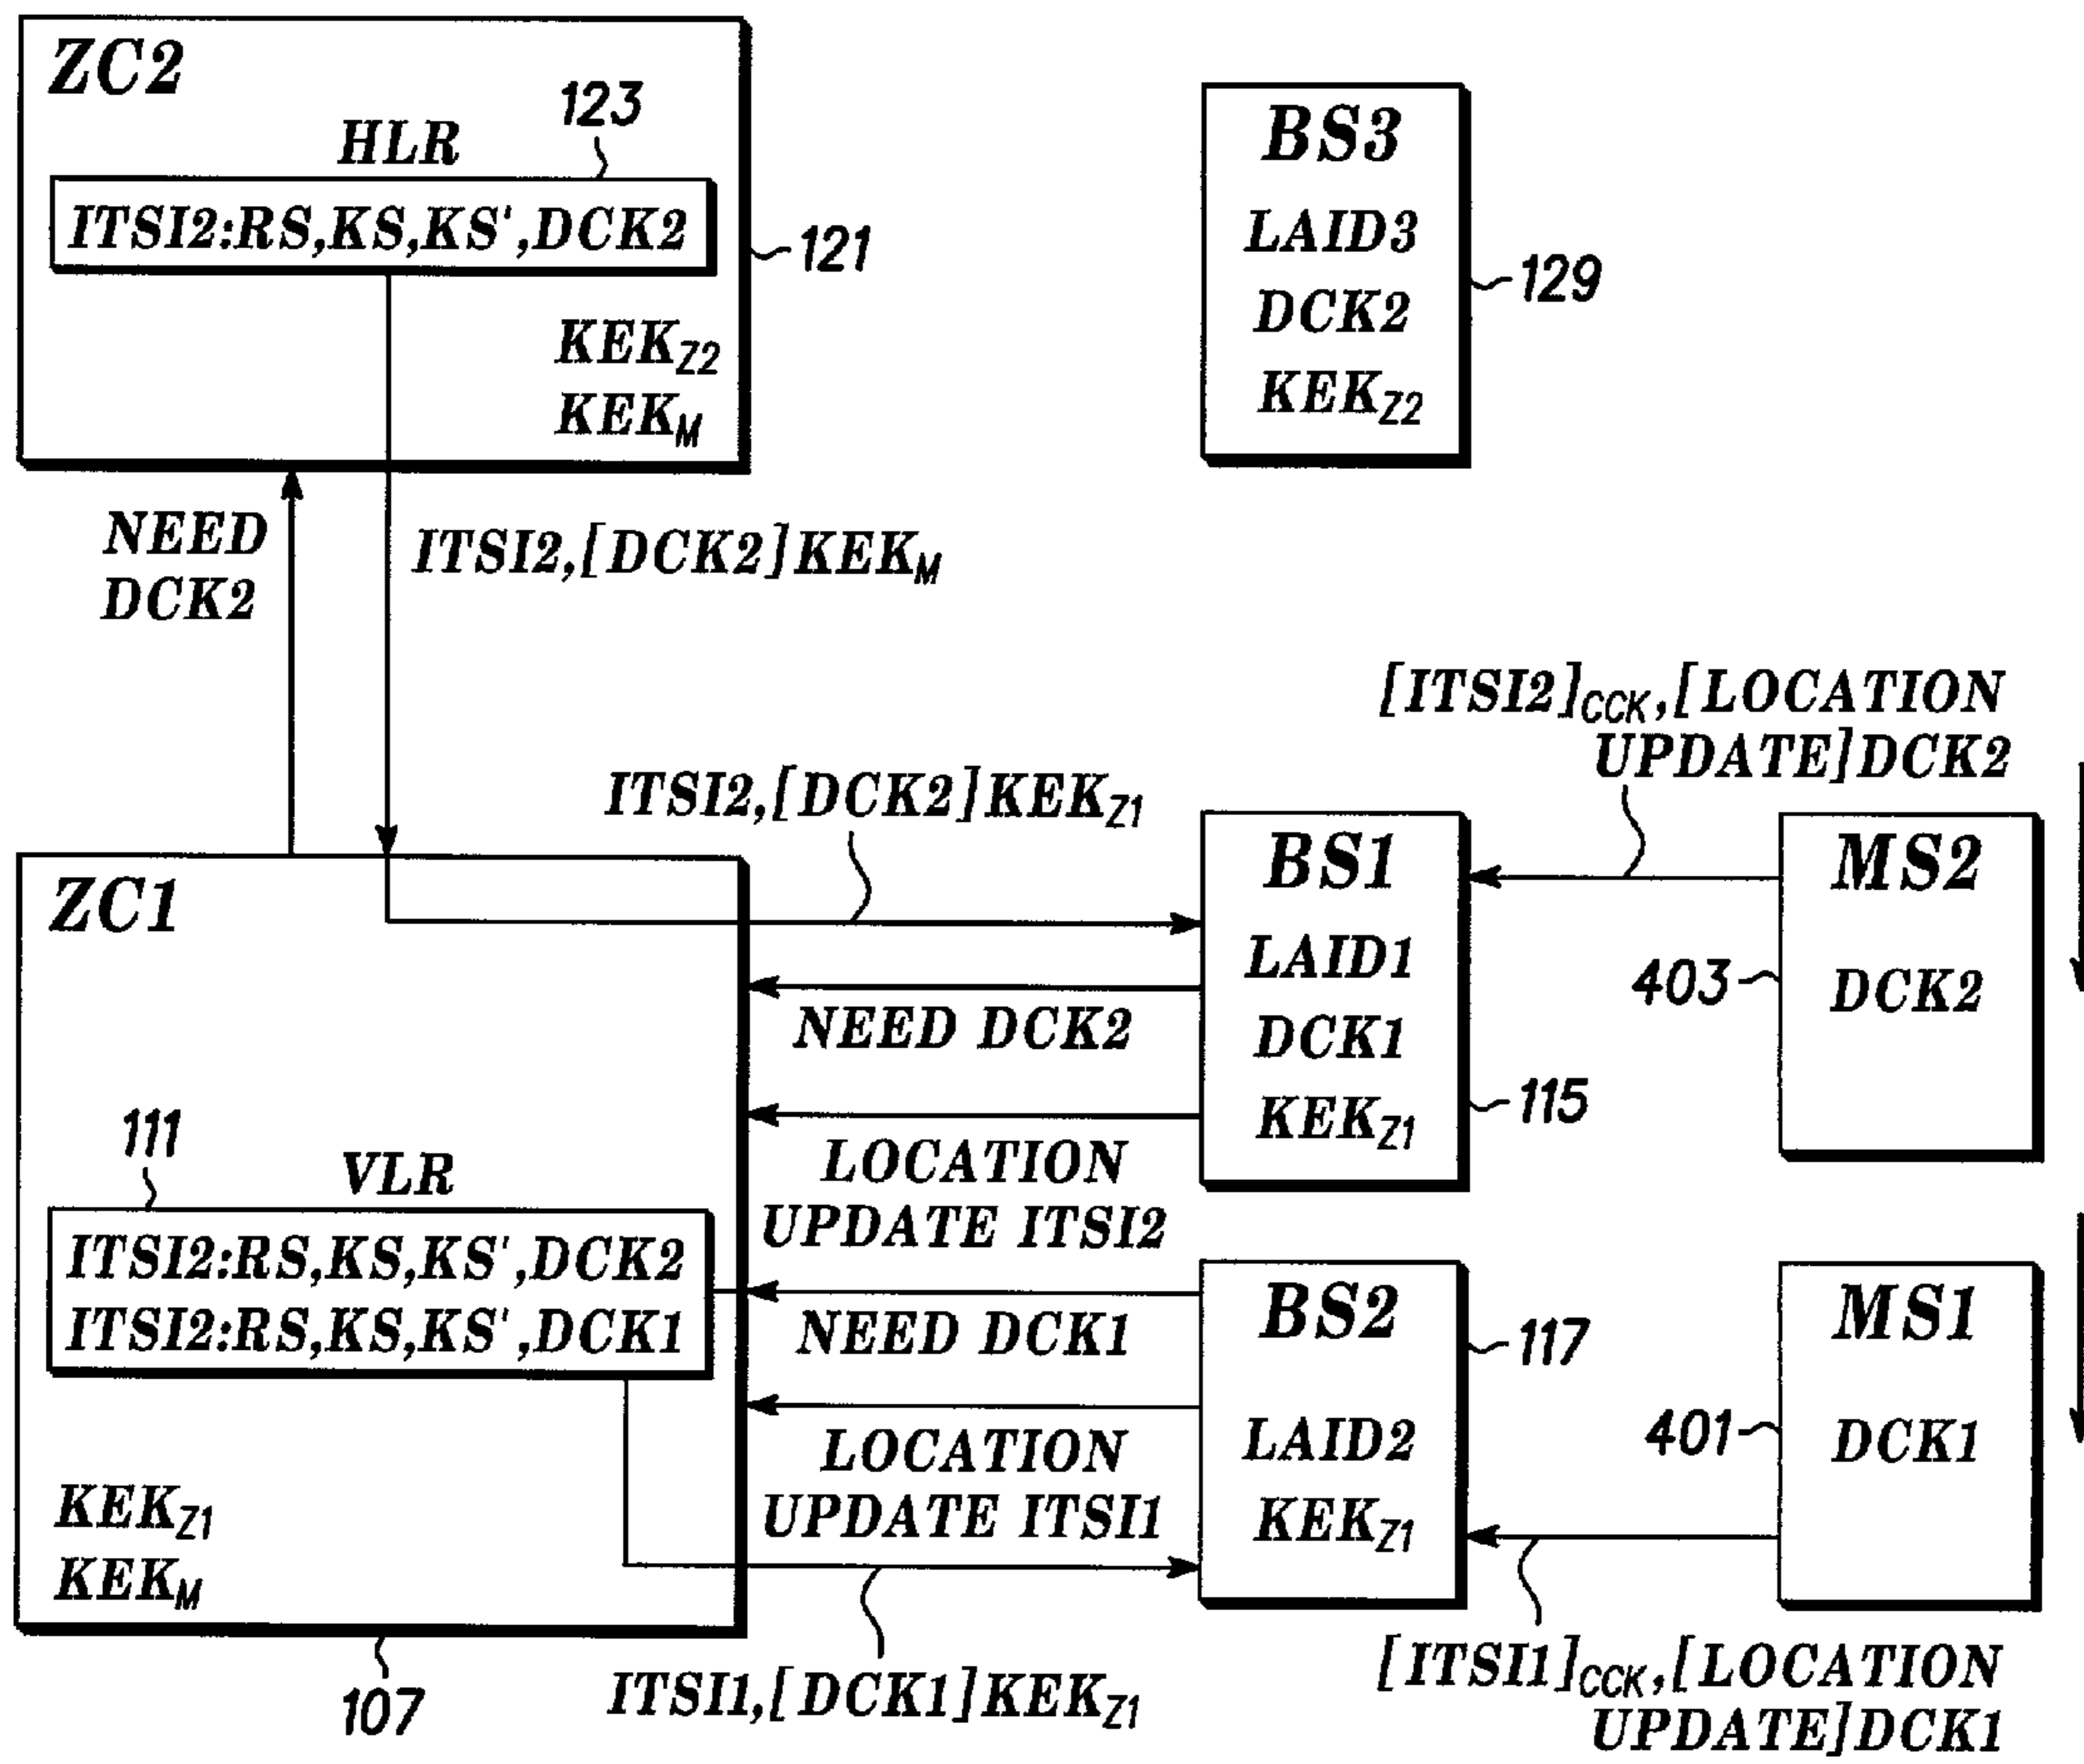 ZC2
123
HLR
ITSI2:RS,KS,KS',DCK2
121
KEKZ2
KEKM
BS3
LAID3
DCK2
KEKZ2
129
NEED
DCK2
ITSI2,[DCK2]KEKM
[ITSI2]CCK,[LOCATION
UPDATE]DCK2
ITSI2,[DCK2]KEKZ1
ZC1
BS1
LAID1
DCK1
KEKZ1
115
MS2
403
DCK2
NEED DCK2
LOCATION
UPDATE ITSI2
111
VLR
ITSI2:RS,KS,KS',DCK2
ITSI2:RS,KS,KS',DCK1
NEED DCK1
LOCATION
UPDATE ITSI1
BS2
117
LAID2
KEKZ1
MS1
401
DCK1
KEKZ1
KEKM
107
ITSI1,[DCK1]KEKZ1
[ITSI1]CCK,[LOCATION
UPDATE]DCK1